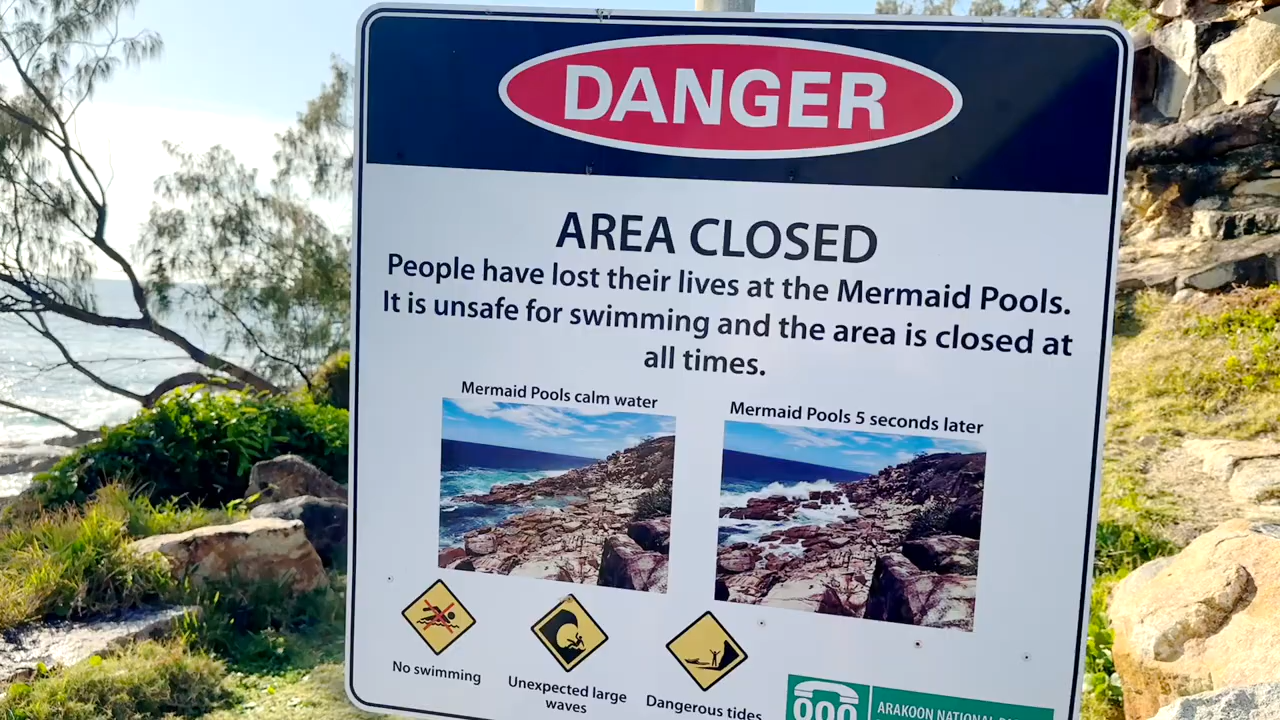 DANGER
AREA CLOSED
People have lost their lives at the Mermaid Pools.
It is unsafe for swimming and the area is closed at
all times.
Mermaid Pools calm water
Mermaid Pools 5 seconds later
No swimming
Unexpected large
waves
Dangerous tides
000
ARAKOON NATIONAL